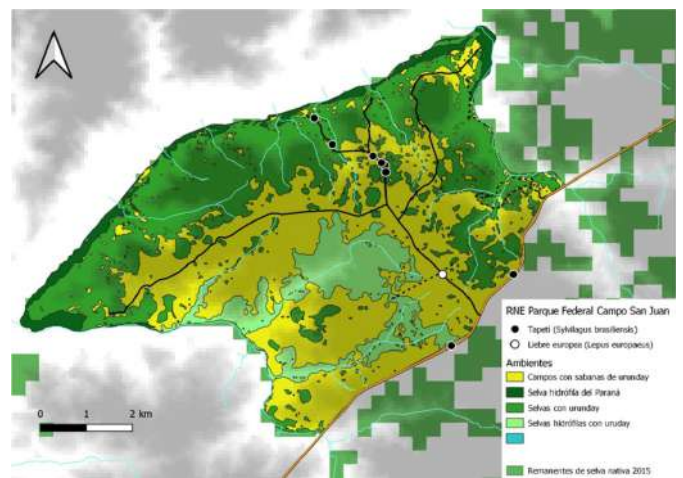 RNE Parque Federal Campo San Juan
Tapeti (Sylvilagus brasiliensis)
Liebre europea (Lepus europaeus)
Ambientes
Campos con sabanas de urunday
Selva hidrófila del Paraná
Selvas con urunday
Selvas hidrófilas con uruday
Remanentes de selva nativa 2015
0 1 2 km